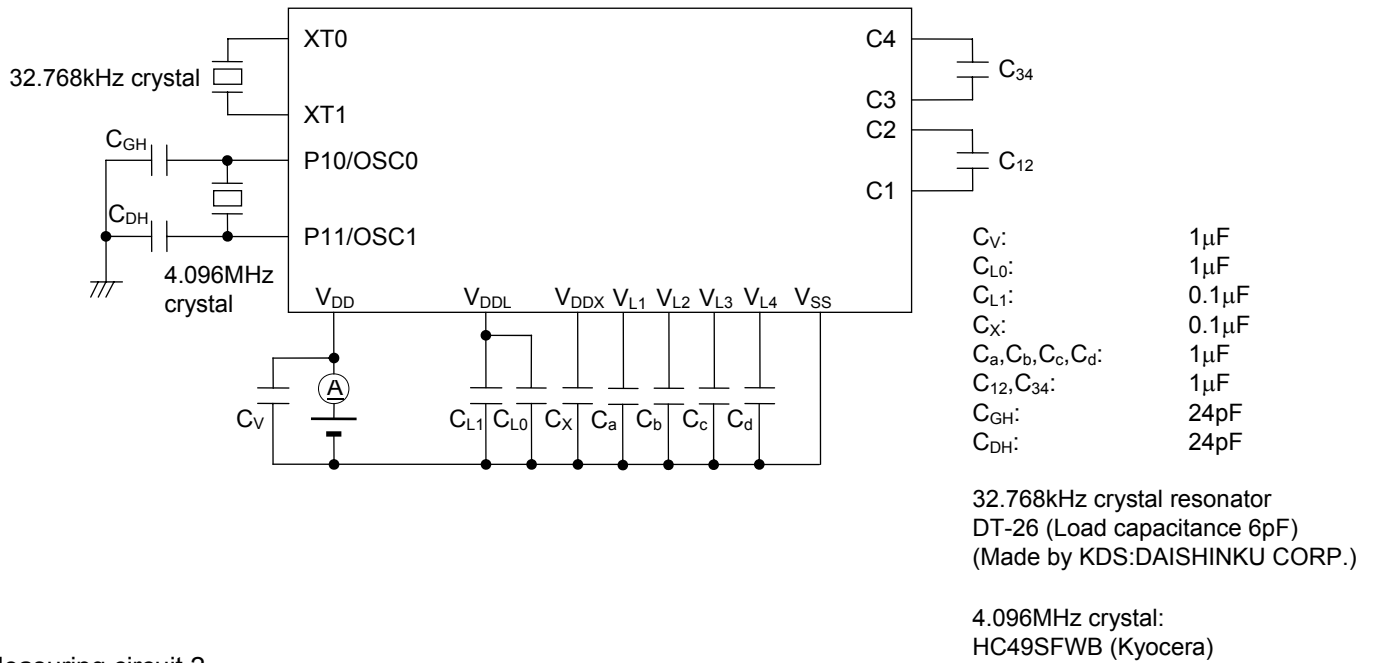 XT0
32.768kHz crystal
XT1
C4
C34
C3
C2
C12
C1
CGH
P10/OSC0
CDH
P11/OSC1
4.096MHz
crystal
VDD
VDDL
VDDX
VL1
VL2
VL3
VL4
VSS
A
CV
CL1
CL0
CX
Ca
Cb
Cc
Cd
CV: 1μF
CL0: 1μF
CL1: 0.1μF
CX: 0.1μF
Ca,Cb,Cc,Cd: 1μF
C12,C34: 1μF
CGH: 24pF
CDH: 24pF
32.768kHz crystal resonator
DT-26 (Load capacitance 6pF)
(Made by KDS:DAISHINKU CORP.)
4.096MHz crystal:
HC49SFWB (Kyocera)